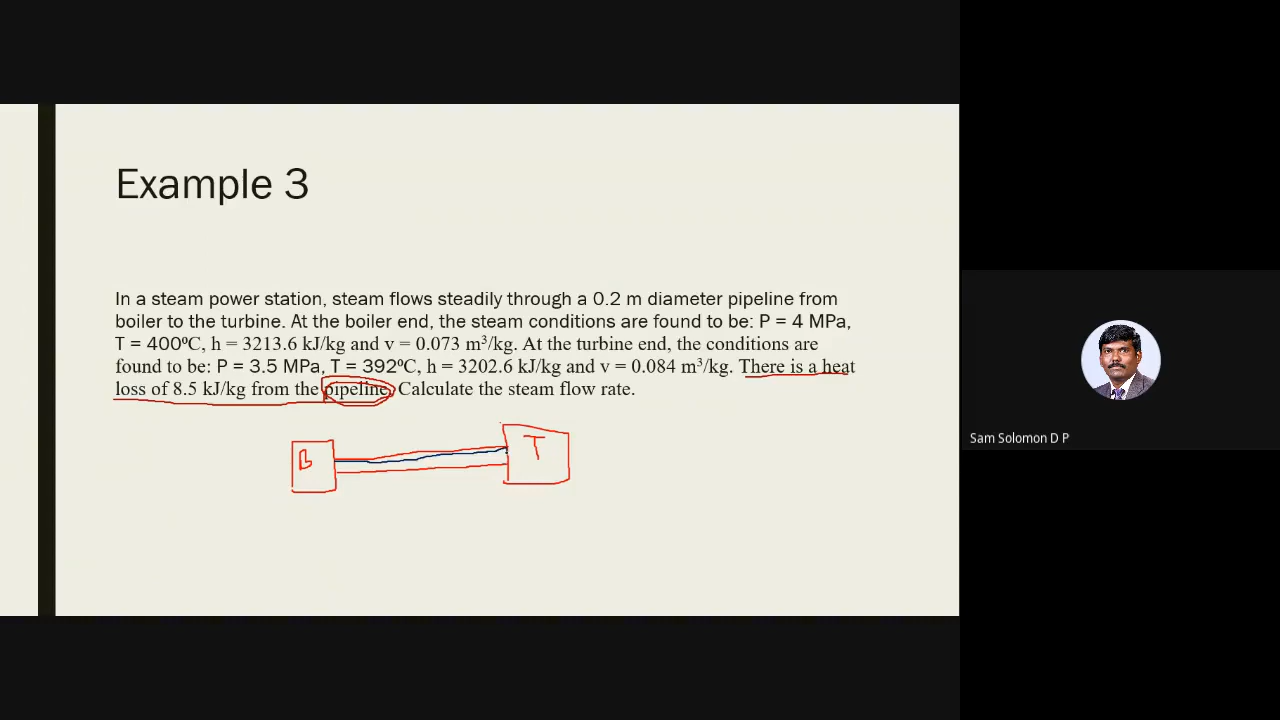 Example 3
In a steam power station, steam flows steadily through a 0.2 m diameter pipeline from
boiler to the turbine. At the boiler end, the steam conditions are found to be: P = 4 MPa,
T = 400⁰C, h = 3213.6 kJ/kg and v = 0.073 m³/kg. At the turbine end, the conditions are
found to be: P = 3.5 MPa, T = 392⁰C, h = 3202.6 kJ/kg and v = 0.084 m³/kg. There is a heat
loss of 8.5 kJ/kg from the pipeline. Calculate the steam flow rate.
B
T
Sam Solomon D P